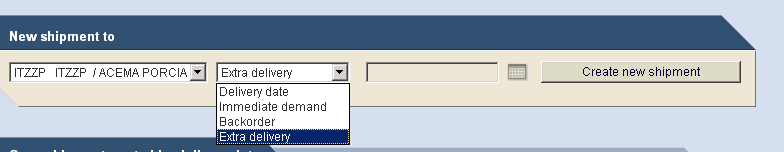 New shipment to
ITZZP ITZZP / ACEMA PORCIA Extra delivery Create new shipment
Delivery date
Immediate demand
Backorder
Extra delivery